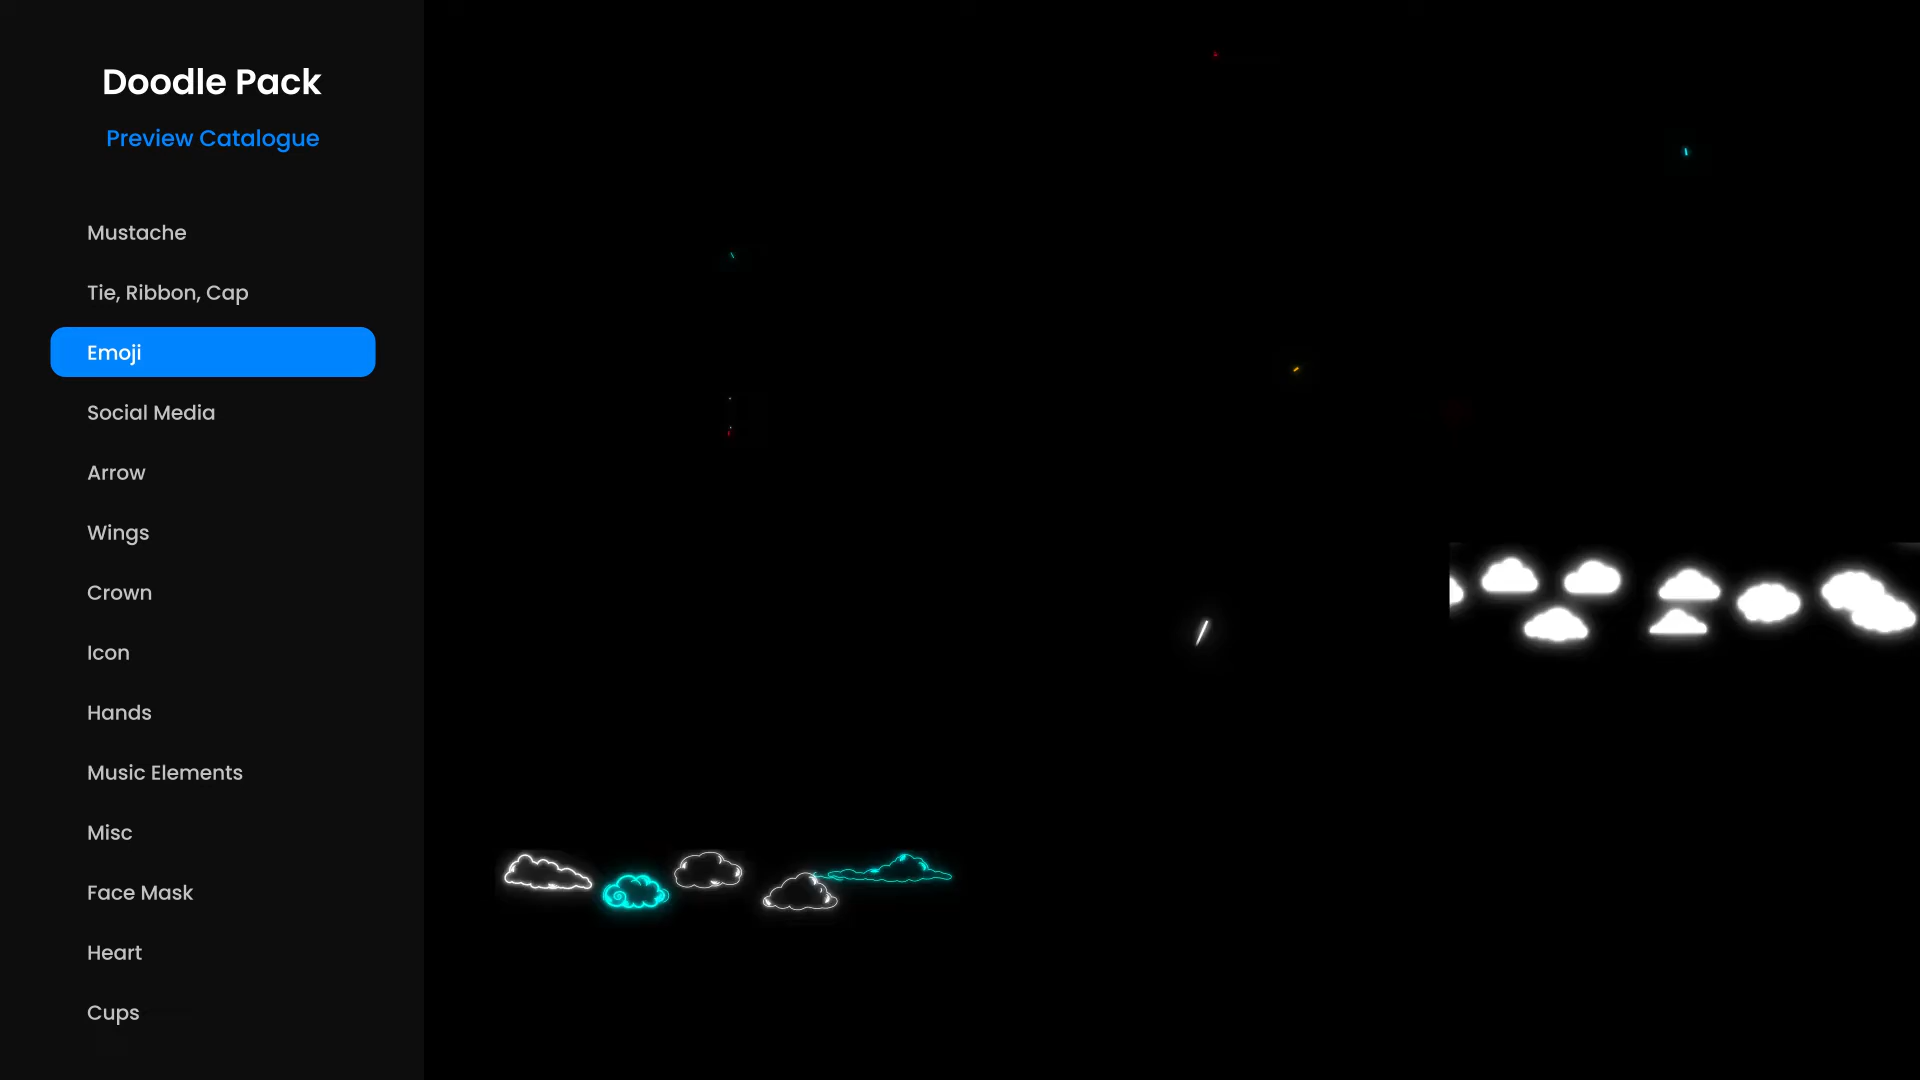 Doodle Pack
Preview Catalogue
Mustache
Tie, Ribbon, Cap
Emoji
Social Media
Arrow
Wings
Crown
Icon
Hands
Music Elements
Misc
Face Mask
Heart
Cups